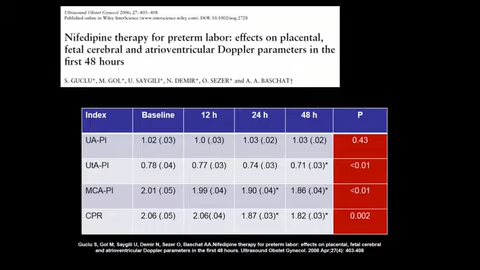 Ultrasound Obstet Gynecol 2006; 27: 403–408
Published online in Wiley InterScience (www.interscience.wiley.com). DOI: 10.1002/uog.2728
Nifedipine therapy for preterm labor: effects on placental,
fetal cerebral and atrioventricular Doppler parameters in the
first 48 hours
S. GUCLU*, M. GOL*, U. SAYGILI*, N. DEMIR*, O. SEZER* and A. A. BASCHAT†
Index Baseline 12 h 24 h 48 h P
UA-PI 1.02 (.03) 1.0 (.03) 1.03 (.02) 1.03 (.02) 0.43
UtA-PI 0.78 (.04) 0.77 (.03) 0.74 (.03) 0.71 (.03)* <0.01
MCA-PI 2.01 (.05) 1.99 (.04) 1.90 (.04)* 1.86 (.04)* <0.01
CPR 2.06 (.05) 2.06(.04) 1.87 (.03)* 1.82 (.03)* 0.002
Guclu S, Gol M, Saygili U, Demir N, Sezer O, Baschat AA.Nifedipine therapy for preterm labor: effects on placental, fetal cerebral
and atrioventricular Doppler parameters in the first 48 hours. Ultrasound Obstet Gynecol. 2006 Apr;27(4): 403-408